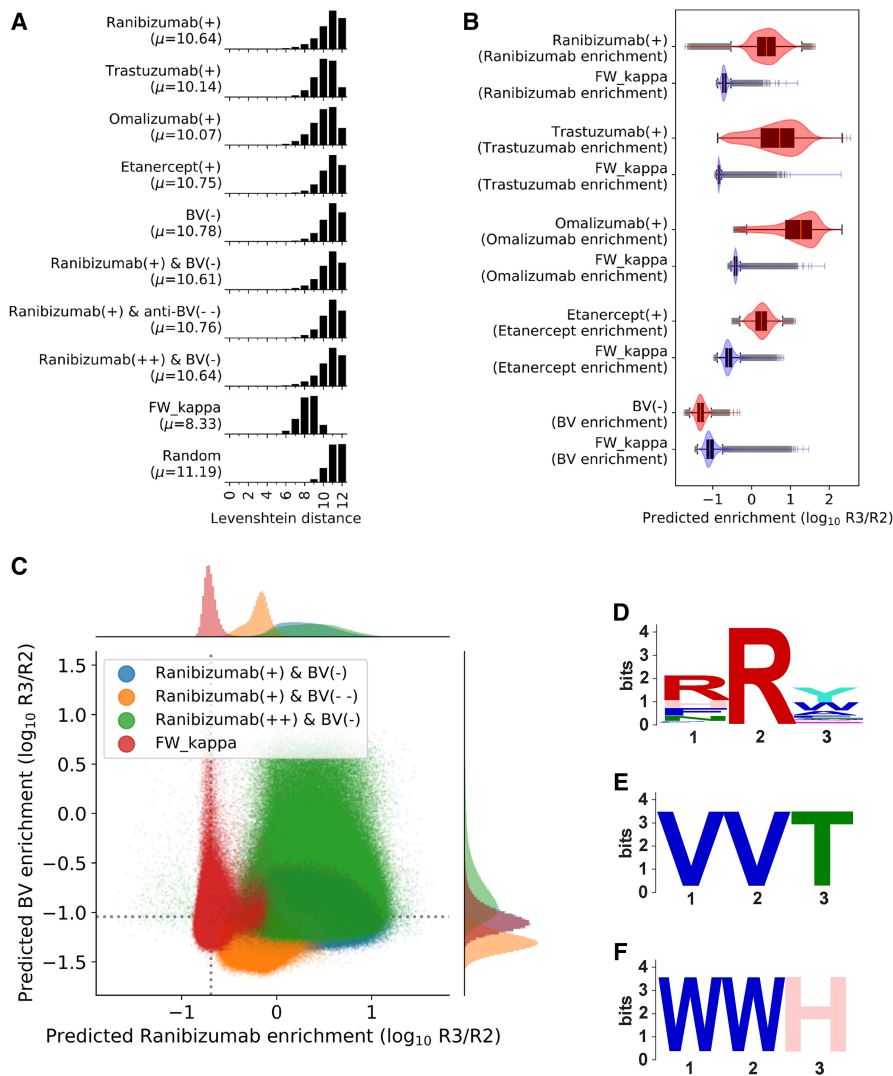 A
Ranibizumab(+)
(μ=10.64)
Trastuzumab(+)
(μ=10.14)
Omalizumab(+)
(μ=10.07)
Etanercept(+)
(μ=10.75)
BV(-)
(μ=10.78)
Ranibizumab(+) & BV(-)
(μ=10.61)
Ranibizumab(+) & anti-BV(- -)
(μ=10.76)
Ranibizumab(++) & BV(-)
(μ=10.64)
FW_kappa
(μ=8.33)
Random
(μ=11.19)
0 2 4 6 8 10 12
Levenshtein distance
B
Ranibizumab(+)
(Ranibizumab enrichment)
FW_kappa
(Ranibizumab enrichment)
Trastuzumab(+)
(Trastuzumab enrichment)
FW_kappa
(Trastuzumab enrichment)
Omalizumab(+)
(Omalizumab enrichment)
FW_kappa
(Omalizumab enrichment)
Etanercept(+)
(Etanercept enrichment)
FW_kappa
(Etanercept enrichment)
BV(-)
(BV enrichment)
FW_kappa
(BV enrichment)
−1 0 1 2
Predicted enrichment (log₁₀ R3/R2)
C
Predicted BV enrichment (log₁₀ R3/R2)
1.5
1.0
0.5
0.0
−0.5
−1.0
−1.5
Ranibizumab(+) & BV(-)
Ranibizumab(+) & BV(- -)
Ranibizumab(++) & BV(-)
FW_kappa
−1 0 1
Predicted Ranibizumab enrichment (log₁₀ R3/R2)
D
bits
4
3
2
1
0
R R Y
W
1 2 3
E
bits
4
3
2
1
0
V V T
1 2 3
F
bits
4
3
2
1
0
W W H
1 2 3